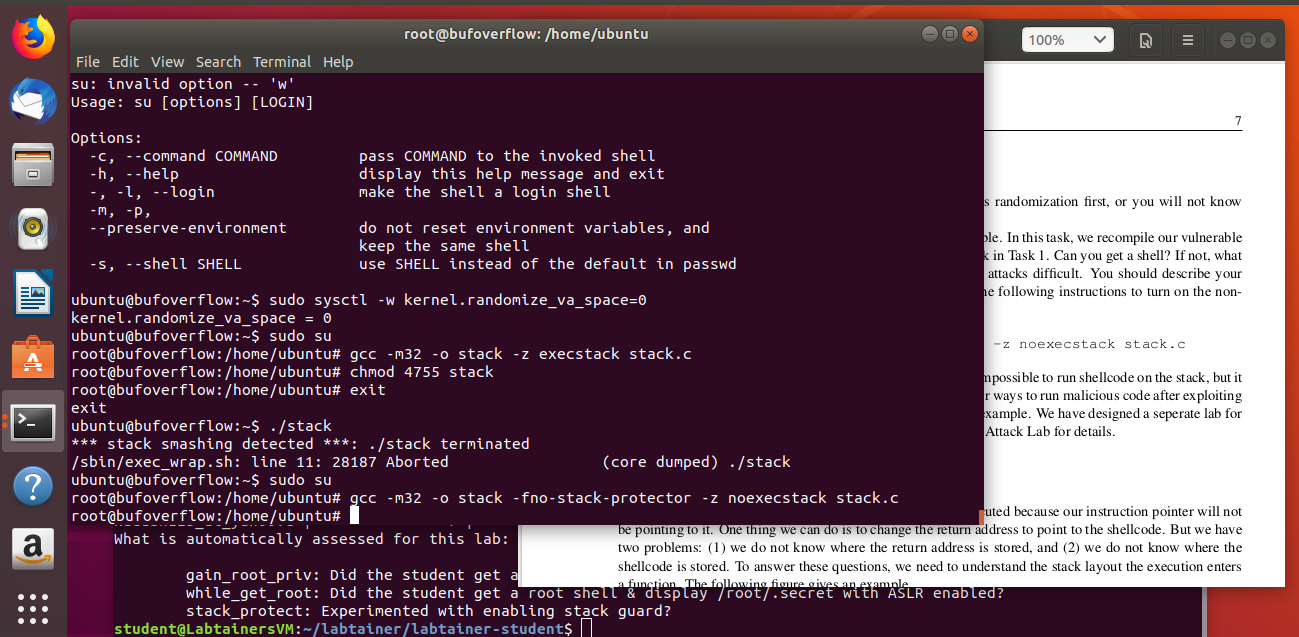 root@bufoverflow: /home/ubuntu
File Edit View Search Terminal Help
su: invalid option -- 'w'
Usage: su [options] [LOGIN]
Options:
-c, --command COMMAND pass COMMAND to the invoked shell
-h, --help display this help message and exit
-, -l, --login make the shell a login shell
-m, -p,
--preserve-environment do not reset environment variables, and
keep the same shell
-s, --shell SHELL use SHELL instead of the default in passwd
ubuntu@bufoverflow:~$ sudo sysctl -w kernel.randomize_va_space=0
kernel.randomize_va_space = 0
ubuntu@bufoverflow:~$ sudo su
root@bufoverflow:/home/ubuntu# gcc -m32 -o stack -z execstack stack.c
root@bufoverflow:/home/ubuntu# chmod 4755 stack
root@bufoverflow:/home/ubuntu# exit
exit
ubuntu@bufoverflow:~$ ./stack
*** stack smashing detected ***: ./stack terminated
/sbin/exec_wrap.sh: line 11: 28187 Aborted (core dumped) ./stack
ubuntu@bufoverflow:~$ sudo su
root@bufoverflow:/home/ubuntu# gcc -m32 -o stack -fno-stack-protector -z noexecstack stack.c
root@bufoverflow:/home/ubuntu#
100%
7
s randomization first, or you will not know
ble. In this task, we recompile our vulnerable
k in Task 1. Can you get a shell? If not, what
attacks difficult. You should describe your
he following instructions to turn on the non-
-z noexecstack stack.c
mpossible to run shellcode on the stack, but it
r ways to run malicious code after exploiting
example. We have designed a seperate lab for
Attack Lab for details.
uted because our instruction pointer will not
be pointing to it. One thing we can do is to change the return address to point to the shellcode. But we have
two problems: (1) we do not know where the return address is stored, and (2) we do not know where the
shellcode is stored. To answer these questions, we need to understand the stack layout the execution enters
a function. The following figure gives an example
What is automatically assessed for this lab:
gain_root_priv: Did the student get a
while_get_root: Did the student get a root shell & display /root/.secret with ASLR enabled?
stack_protect: Experimented with enabling stack guard?
student@LabtainersVM:~/labtainer/labtainer-student$